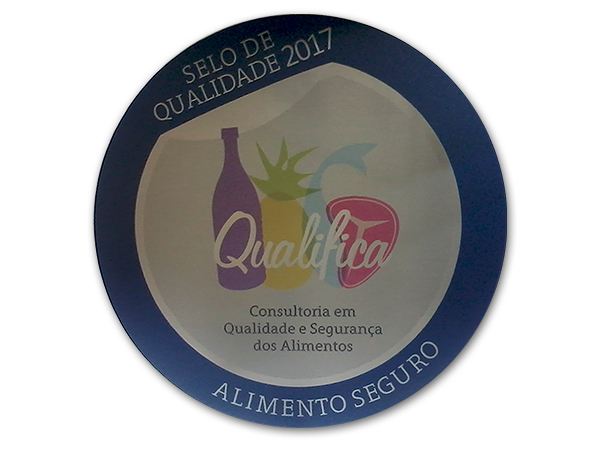 SELO DE
QUALIDADE 2017
Qualifica
Consultoria em
Qualidade e Segurança
dos Alimentos
ALIMENTO SEGURO